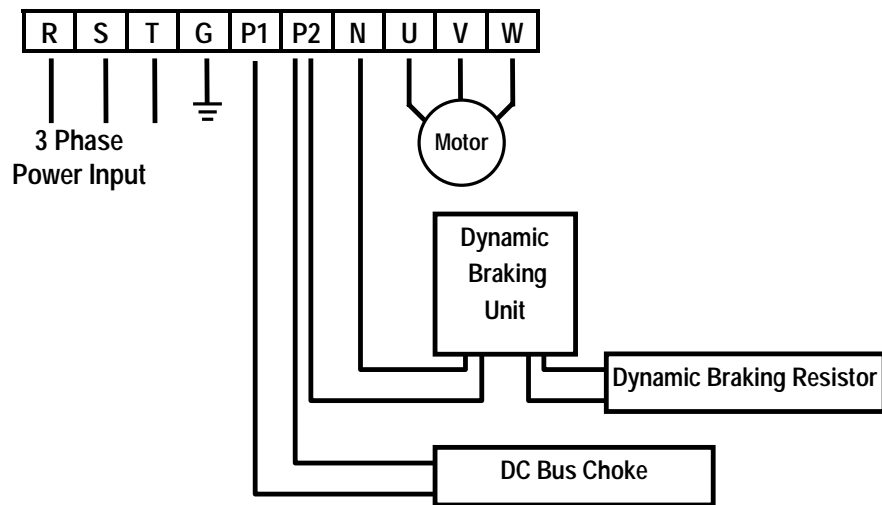 R S T G P1 P2 N U V W
3 Phase
Power Input
Motor
Dynamic
Braking
Unit
Dynamic Braking Resistor
DC Bus Choke